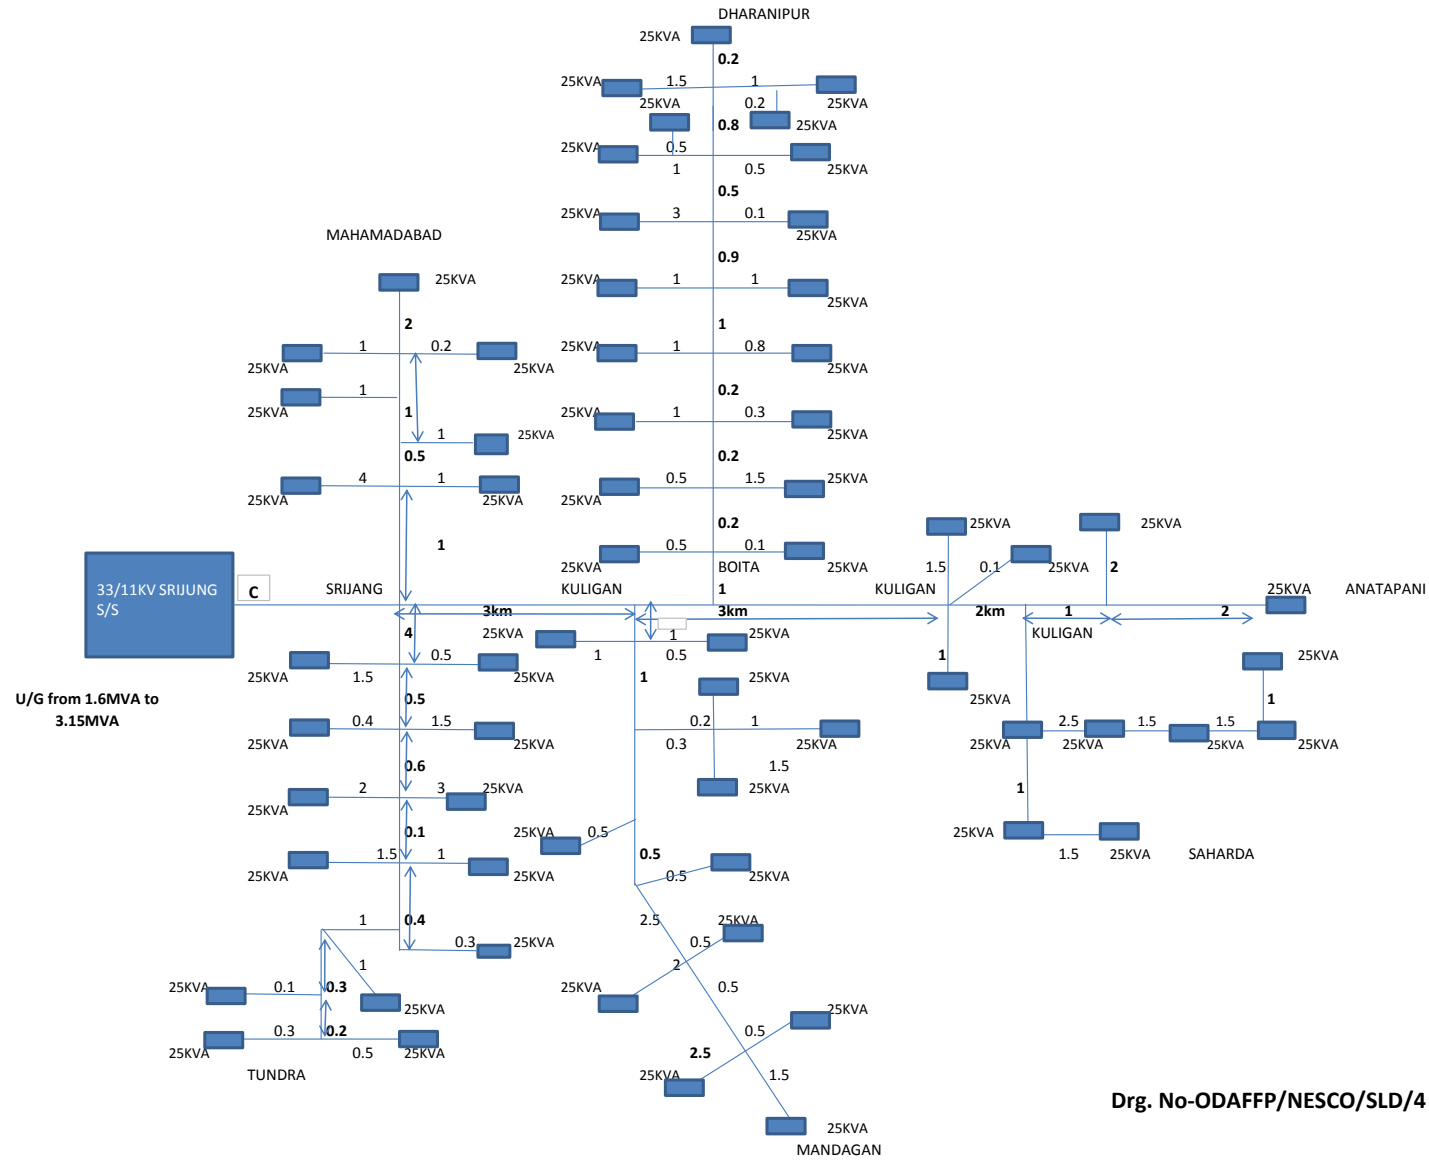 DHARANIPUR
25KVA
0.2
25KVA 1.5 1
25KVA 0.2 25KVA
0.8 25KVA
25KVA 0.5
1 0.5 25KVA
0.5
25KVA 3 0.1
25KVA
MAHAMADABAD
0.9
25KVA 25KVA 1 1
25KVA
2 1
1 0.2 25KVA 1 0.8
25KVA 25KVA 25KVA
1 0.2
25KVA 1 25KVA 1 0.3
1 25KVA 25KVA
0.5 0.2
4 1 0.5 1.5 25KVA
25KVA 25KVA 25KVA
0.2
1 25KVA 25KVA
0.5 0.1 25KVA
25KVA BOITA 1.5 0.1 25KVA 2
33/11KV SRIJUNG
S/S
C SRIJANG KULIGAN 1 KULIGAN 25KVA ANATAPANI
3km 3km 2km 1 2
4 25KVA 1 25KVA KULIGAN
0.5 1 0.5 1
25KVA 1.5 25KVA 1 25KVA 25KVA
U/G from 1.6MVA to
3.15MVA
0.5 25KVA 1
0.4 1.5 0.2 1 2.5 1.5 1.5
25KVA 25KVA 0.3 25KVA 25KVA 25KVA 25KVA 25KVA
0.6 1.5
2 3 25KVA 25KVA 1
25KVA
0.1 25KVA 0.5 25KVA
1.5 1 0.5 1.5 25KVA SAHARDA
25KVA 25KVA 0.5 25KVA
1 0.4 2.5 25KVA
0.3 25KVA 0.5
1 2
25KVA 0.1 0.3 25KVA 0.5
25KVA 25KVA
0.3 0.2 0.5
25KVA 0.5 25KVA 2.5
TUNDRA 25KVA 1.5
Drg. No-ODAFFP/NESCO/SLD/4
25KVA
MANDAGAN